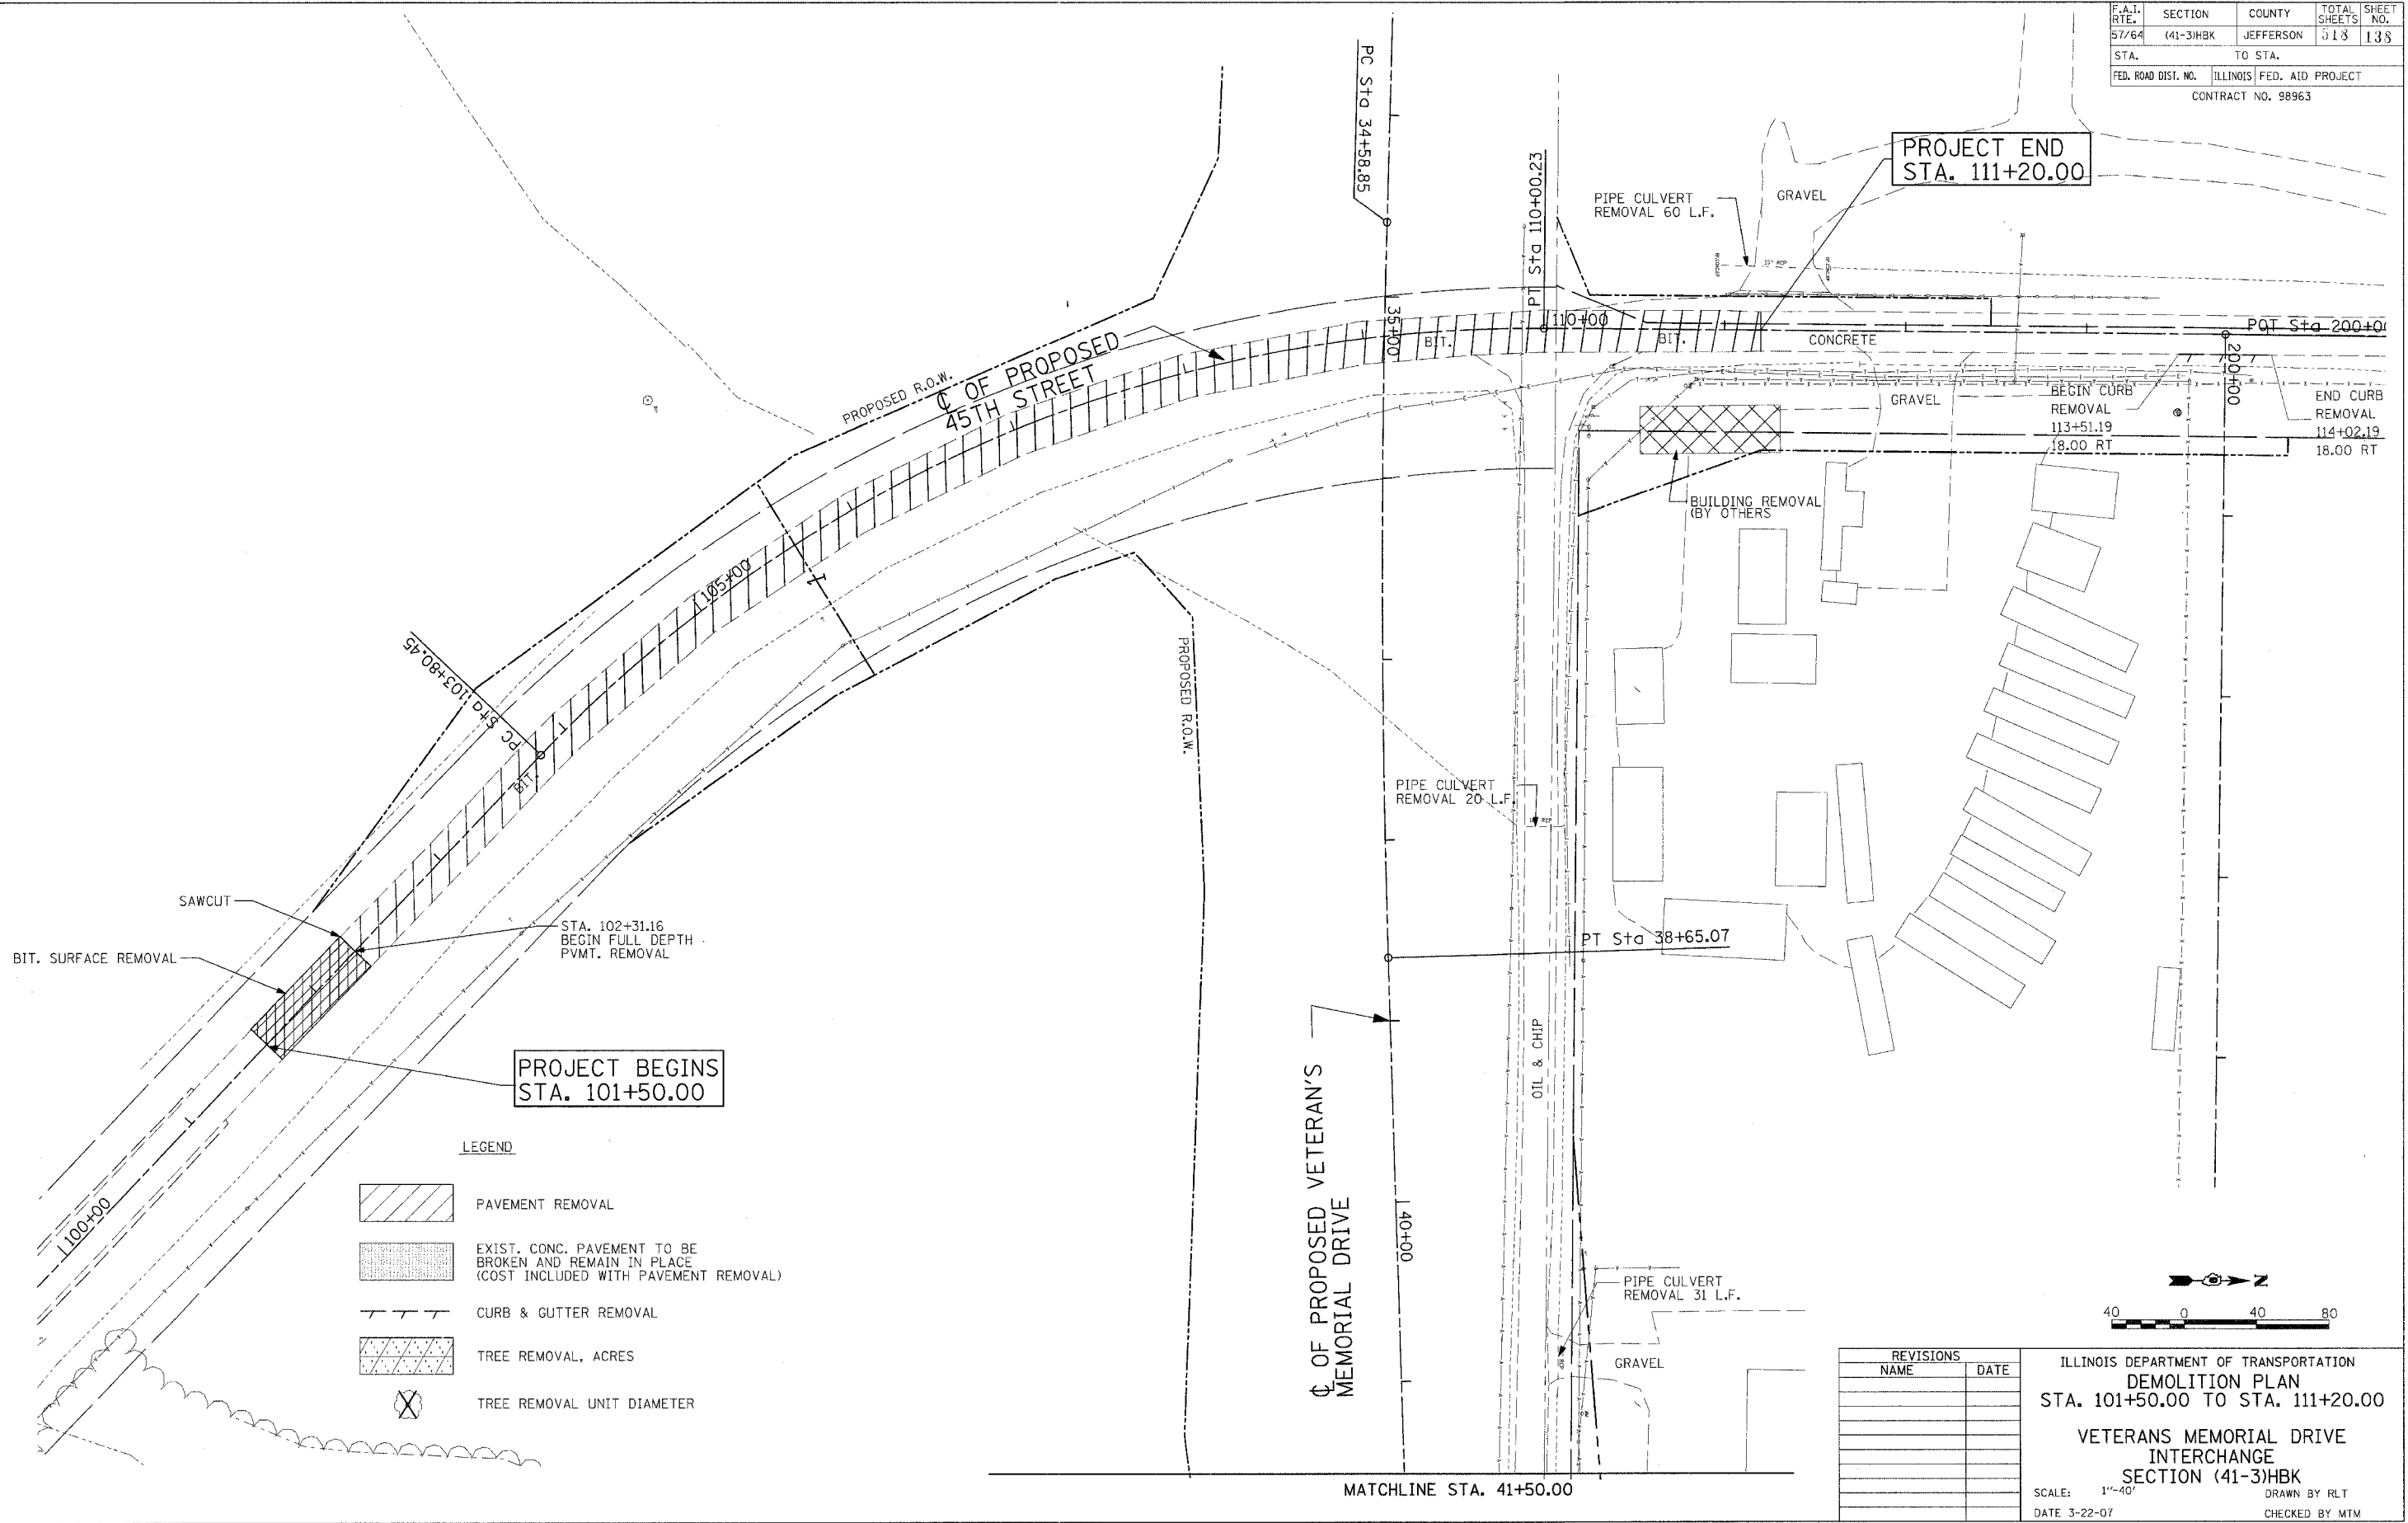 F.A.I. RTE. SECTION COUNTY TOTAL SHEETS SHEET NO.
57/64 (41-3)HBK JEFFERSON 518 138
STA. TO STA.
FED. ROAD DIST. NO. ILLINOIS FED. AID PROJECT
CONTRACT NO. 98963
PC Sta 34+58.85
PT Sta 110+00.23
PROJECT END
STA. 111+20.00
PIPE CULVERT
REMOVAL 60 L.F.
GRAVEL
15" RCP
35+00
110+00
BIT.
BIT.
CONCRETE
POT Sta 200+0
200+00
℄ OF PROPOSED
45TH STREET
PROPOSED R.O.W.
GRAVEL
BEGIN CURB
REMOVAL
113+51.19
18.00 RT
END CURB
REMOVAL
114+02.19
18.00 RT
BUILDING REMOVAL
(BY OTHERS
105+00
PC Sta 103+80.45
BIT.
PROPOSED R.O.W.
PIPE CULVERT
REMOVAL 20 L.F.
SAWCUT
BIT. SURFACE REMOVAL
STA. 102+31.16
BEGIN FULL DEPTH
PVMT. REMOVAL
PT Sta 38+65.07
PROJECT BEGINS
STA. 101+50.00
OIL & CHIP
℄ OF PROPOSED VETERAN'S
MEMORIAL DRIVE
100+00
40+00
LEGEND
PAVEMENT REMOVAL
EXIST. CONC. PAVEMENT TO BE
BROKEN AND REMAIN IN PLACE
(COST INCLUDED WITH PAVEMENT REMOVAL)
CURB & GUTTER REMOVAL
TREE REMOVAL, ACRES
TREE REMOVAL UNIT DIAMETER
PIPE CULVERT
REMOVAL 31 L.F.
GRAVEL
MATCHLINE STA. 41+50.00
N
40 0 40 80
REVISIONS
NAME DATE
ILLINOIS DEPARTMENT OF TRANSPORTATION
DEMOLITION PLAN
STA. 101+50.00 TO STA. 111+20.00
VETERANS MEMORIAL DRIVE
INTERCHANGE
SECTION (41-3)HBK
SCALE: 1"-40'
DRAWN BY RLT
DATE 3-22-07
CHECKED BY MTM